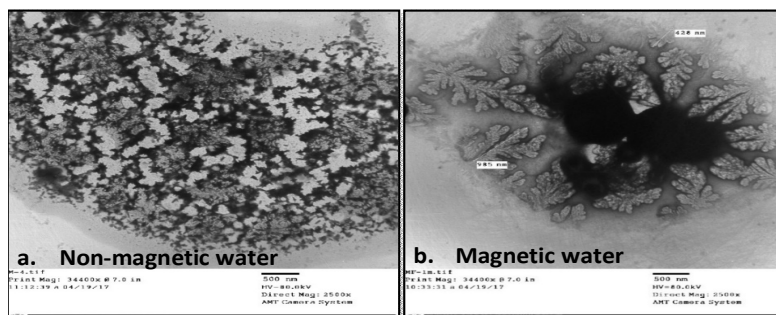 a. Non-magnetic water
M-4.tif
Print Mag: 34400x @ 7.0 in
11:12:39 a 04/19/17
500 nm
HV=80.0kV
Direct Mag: 2500x
AMT Camera System
428 nm
985 nm
b. Magnetic water
MF-1m.tif
Print Mag: 34400x @ 7.0 in
10:33:31 a 04/19/17
500 nm
HV=80.0kV
Direct Mag: 2500x
AMT Camera System